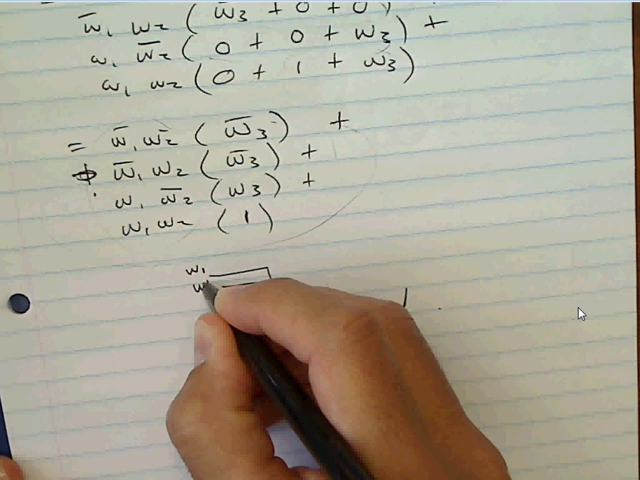 w̅₁ w₂ ( w̅₃ + 0 + 0 )
w₁ w̅₂ ( 0 + 0 + w₃ ) +
w₁ w₂ ( 0 + 1 + w₃ )
= w̅₁ w̅₂ ( w̅₃ ) +
w̅₁ w₂ ( w̅₃ ) +
w₁ w̅₂ ( w₃ ) +
w₁ w₂ ( 1 )
w₁
w